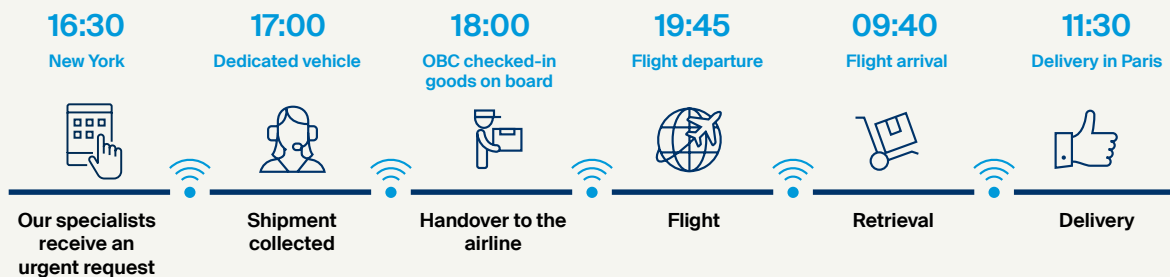 16:30
New York
Our specialists
receive an
urgent request
17:00
Dedicated vehicle
Shipment
collected
18:00
OBC checked-in
goods on board
Handover to the
airline
19:45
Flight departure
Flight
09:40
Flight arrival
Retrieval
11:30
Delivery in Paris
Delivery